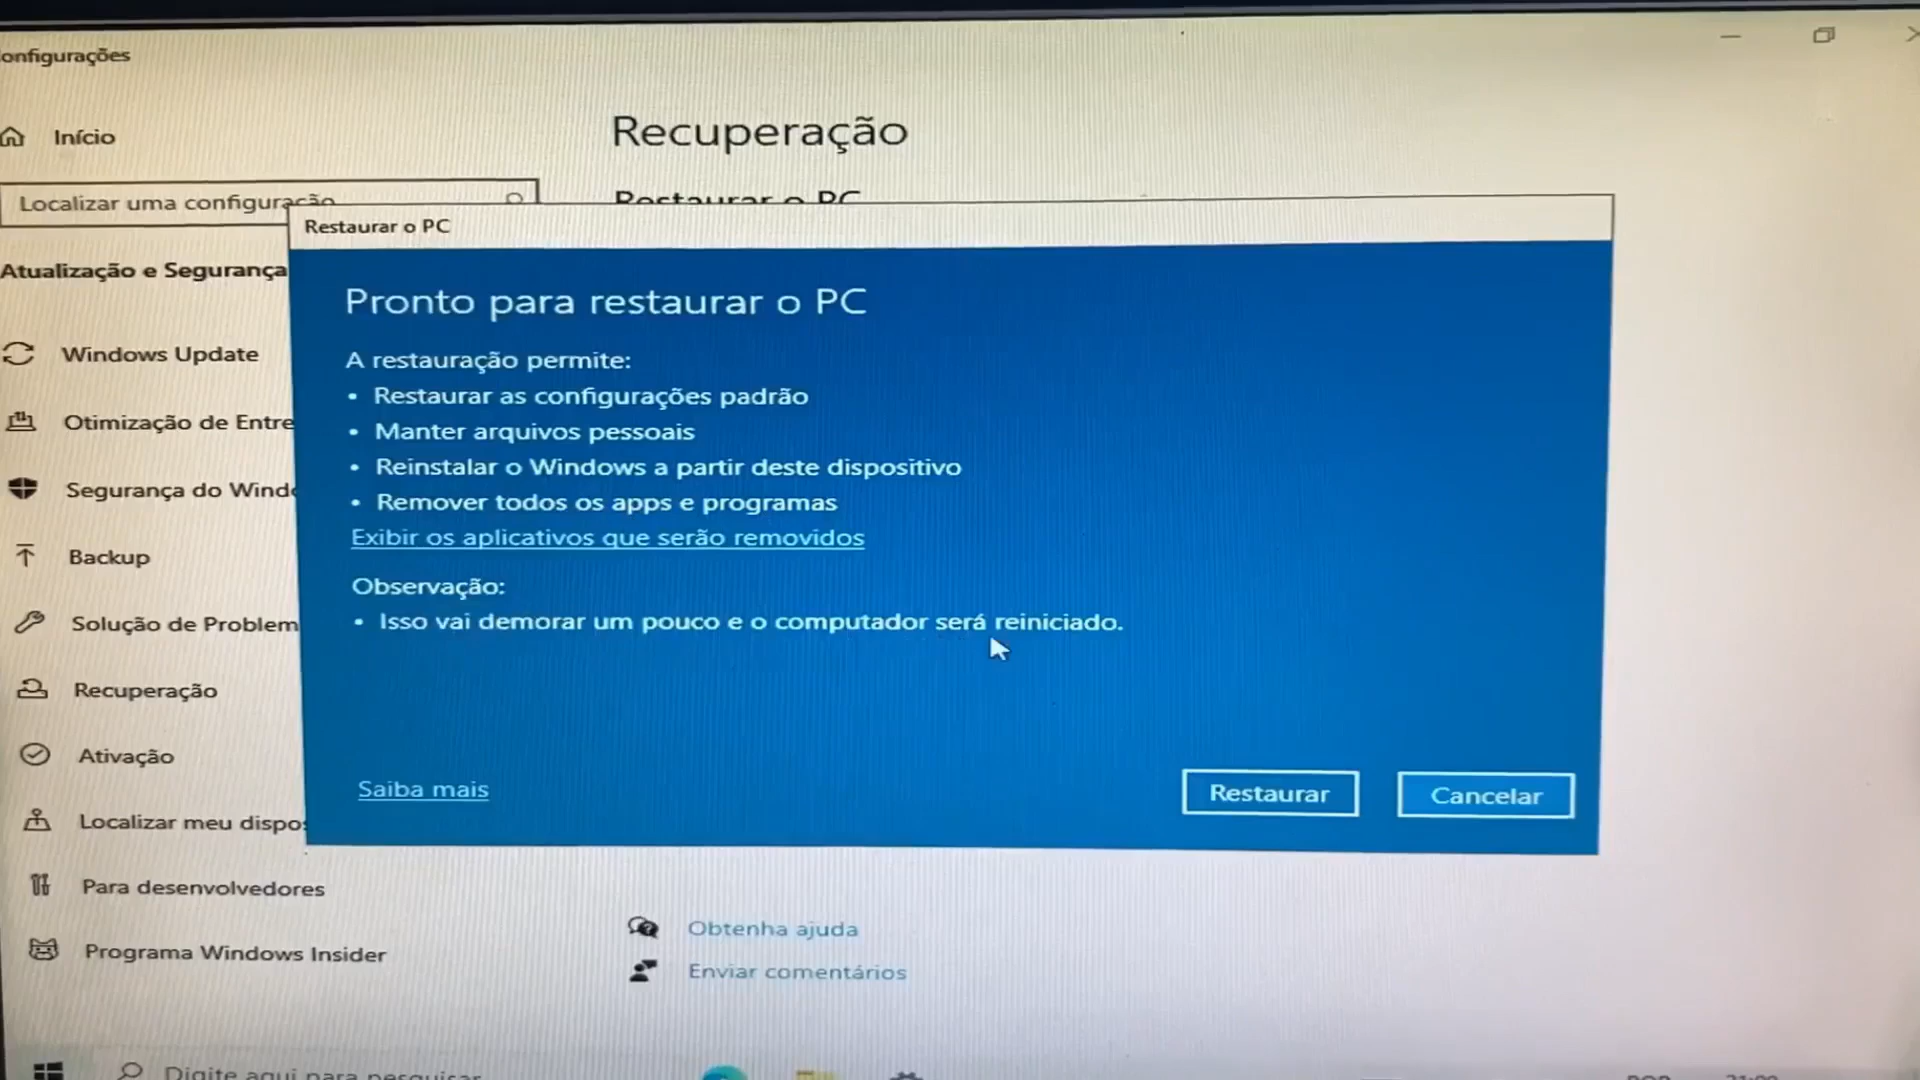 onfigurações
Início
Recuperação
Localizar uma configuração
Restaurar o PC
Restaurar o PC
Atualização e Segurança
Pronto para restaurar o PC
A restauração permite:
• Restaurar as configurações padrão
• Manter arquivos pessoais
• Reinstalar o Windows a partir deste dispositivo
• Remover todos os apps e programas
Exibir os aplicativos que serão removidos
Observação:
• Isso vai demorar um pouco e o computador será reiniciado.
Saiba mais
Restaurar
Cancelar
Windows Update
Otimização de Entre
Segurança do Wind
Backup
Solução de Problem
Recuperação
Ativação
Localizar meu dispo
Para desenvolvedores
Programa Windows Insider
Obtenha ajuda
Enviar comentários
Digite aqui para pesquisar